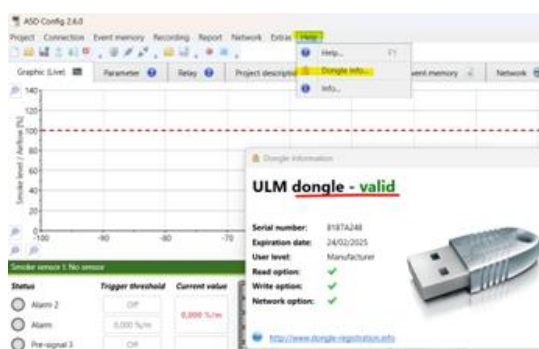 ASD Config 2.6.0
Project Connection Event memory Recording Report Network Extras Help
Help... F1
Graphic (Live) Parameter Relay Project description Dongle Info... event memory Network
Info...
140
120
100
80
60
40
20
0
Smoke level / Airflow [%]
-100 -90 -80 -70
Dongle information
ULM dongle - valid
Serial number: 8187A248
Expiration date: 24/02/2025
User level: Manufacturer
Read option:
Write option:
Network option:
http://www.dongle-registration.info
Smoke sensor I: No sensor
Status Trigger threshold Current value
Alarm 2 Off
0,000 %/m
Alarm 0,000 %/m
Pre-signal 3 Off